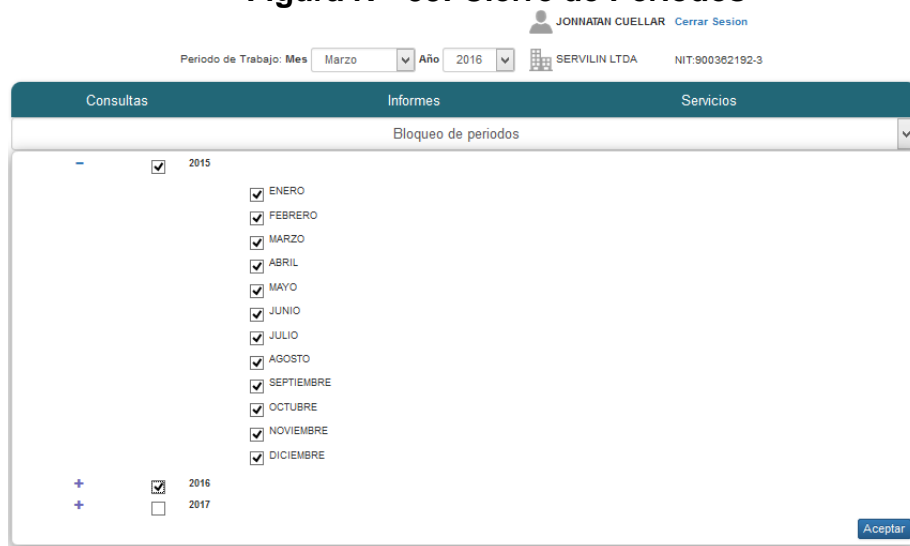 JONNATAN CUELLAR Cerrar Sesion
Periodo de Trabajo: Mes Marzo Año 2016 SERVILIN LTDA NIT:900362192-3
Consultas Informes Servicios
Bloqueo de periodos
2015
ENERO
FEBRERO
MARZO
ABRIL
MAYO
JUNIO
JULIO
AGOSTO
SEPTIEMBRE
OCTUBRE
NOVIEMBRE
DICIEMBRE
2016
2017
Aceptar